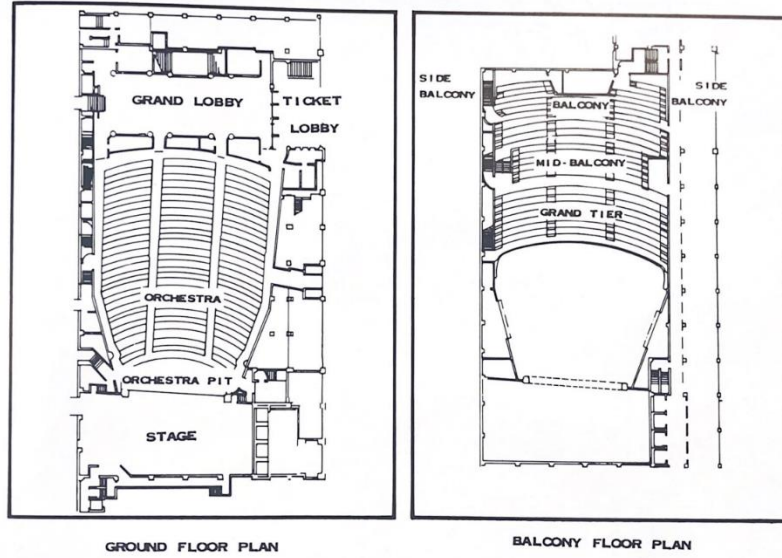 GRAND LOBBY
TICKET
LOBBY
ORCHESTRA
ORCHESTRA PIT
STAGE
GROUND FLOOR PLAN
SIDE
BALCONY
BALCONY
SIDE
BALCONY
MID-BALCONY
GRAND TIER
BALCONY FLOOR PLAN